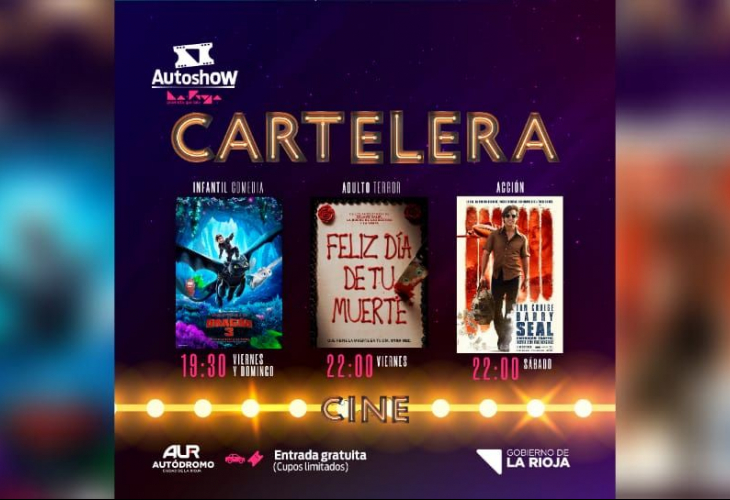 AutoshoW
La Rioja
CARTELERA
INFANTIL COMEDIA
ADULTO TERROR
ACCIÓN
3
FELIZ DÍA
DE TU
MUERTE
TOM CRUISE
BARRY
SEAL
19:30 VIERNES
Y DOMINGO
22:00 VIERNES
22:00 SÁBADO
CINE
AUR
AUTÓDROMO
CIUDAD DE LA RIOJA
Entrada gratuita
(Cupos limitados)
GOBIERNO DE
LA RIOJA